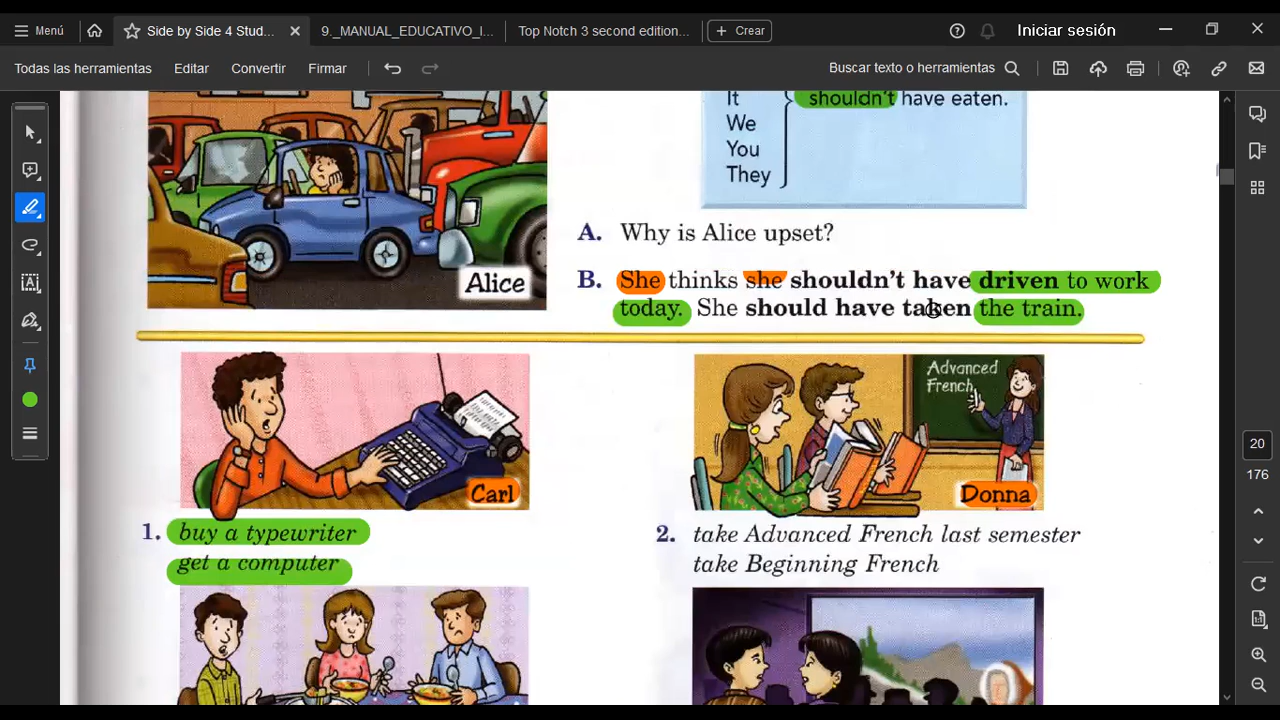 Menú
Side by Side 4 Stud...
9._MANUAL_EDUCATIVO_I...
Top Notch 3 second edition...
Crear
Iniciar sesión
Todas las herramientas
Editar
Convertir
Firmar
Buscar texto o herramientas
It
shouldn't have eaten.
We
You
They
Alice
A. Why is Alice upset?
B. She thinks she shouldn't have driven to work
today. She should have taken the train.
Carl
Advanced
French
Donna
1. buy a typewriter
get a computer
2. take Advanced French last semester
take Beginning French
20
176